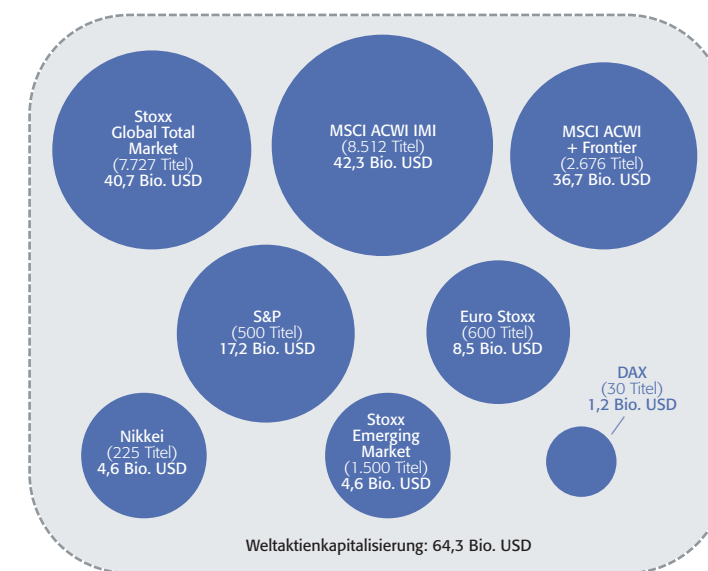 Stoxx
Global Total
Market
(7.727 Titel)
40,7 Bio. USD
MSCI ACWI IMI
(8.512 Titel)
42,3 Bio. USD
MSCI ACWI
+ Frontier
(2.676 Titel)
36,7 Bio. USD
S&P
(500 Titel)
17,2 Bio. USD
Euro Stoxx
(600 Titel)
8,5 Bio. USD
DAX
(30 Titel)
1,2 Bio. USD
Nikkei
(225 Titel)
4,6 Bio. USD
Stoxx
Emerging
Market
(1.500 Titel)
4,6 Bio. USD
Weltaktienkapitalisierung: 64,3 Bio. USD